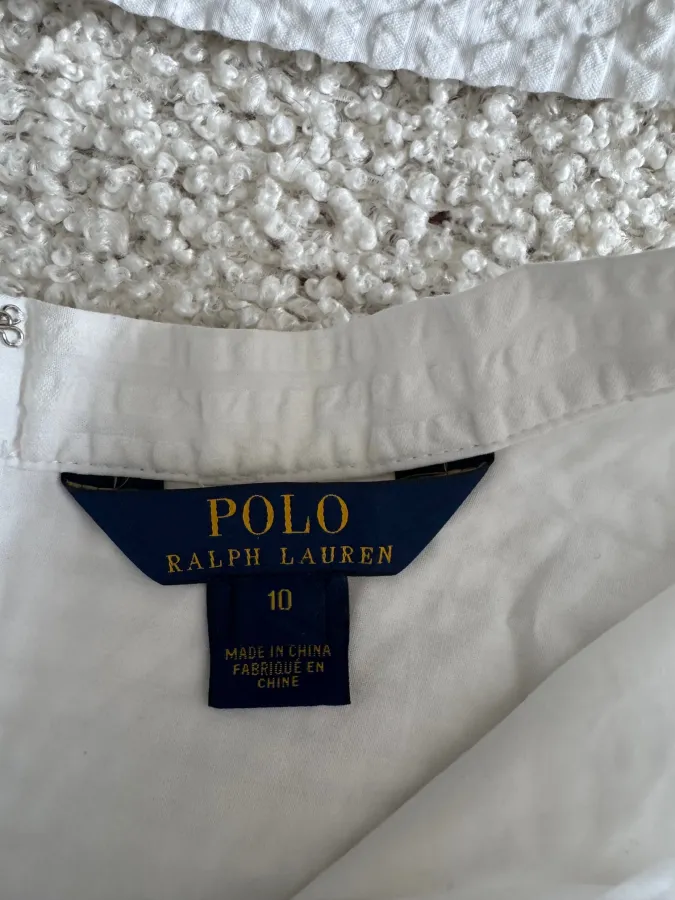 POLO
RALPH LAUREN
10
MADE IN CHINA
FABRIQUÉ EN
CHINE